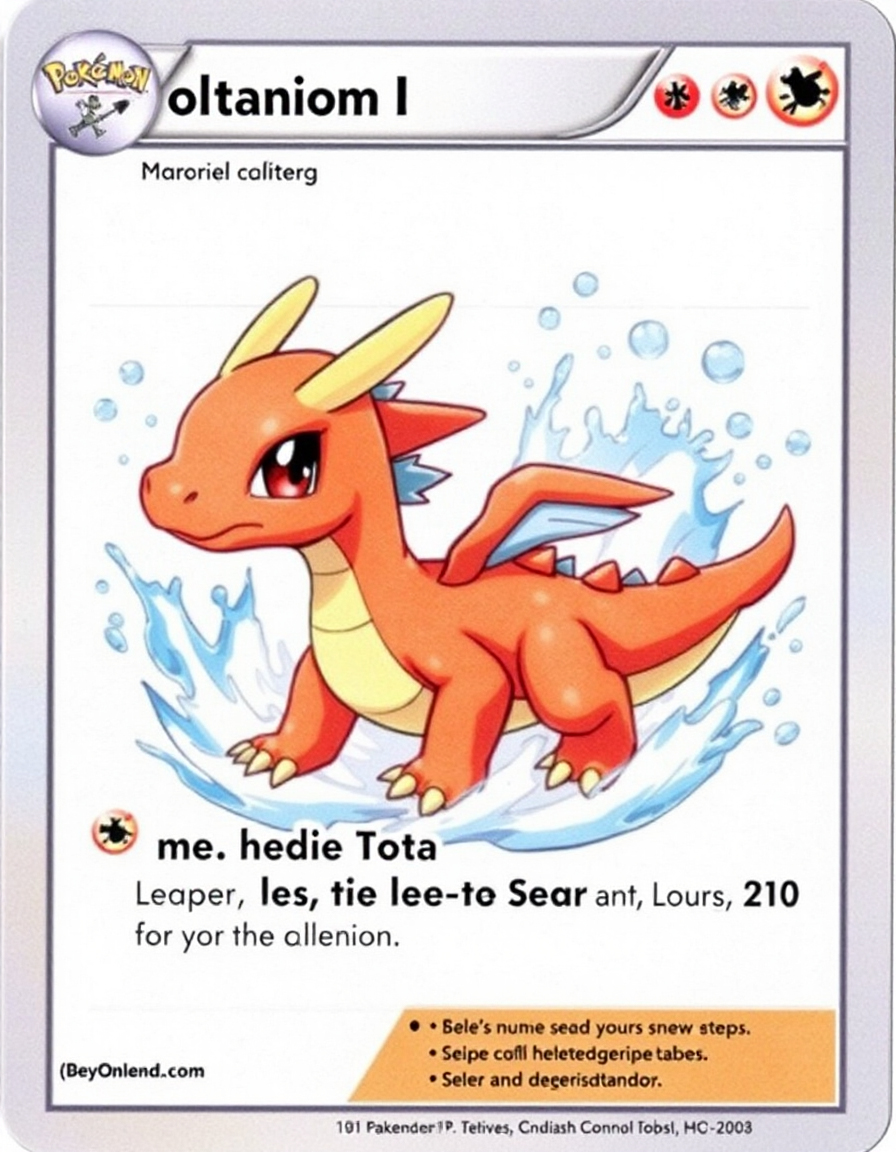 POKéMON
oltaniom I
Maroriel caliterg
me. hedie Tota
Leaper, les, tie lee-to Sear ant, Lours, 210
for yor the allenion.
• • Bele's nume sead yours snew steps.
• Seipe cofll heletedgeripe tabes.
• Seler and degerisdtandor.
(BeyOnlend.com
101 Pakender P. Tetives, Cndiash Connol Tobsl, HC-2003